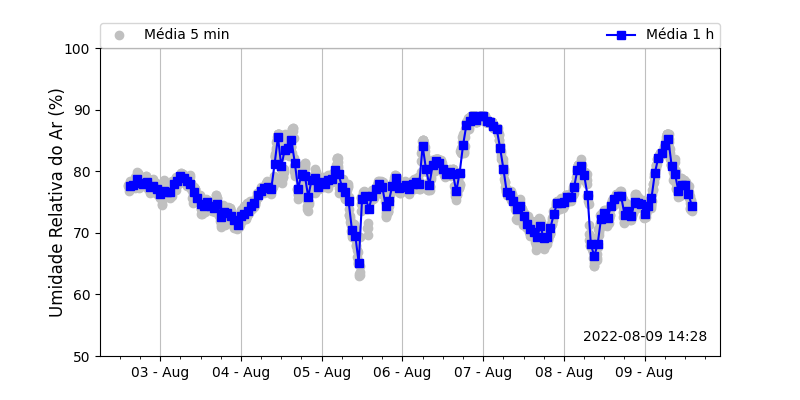 Média 5 min
Média 1 h
Umidade Relativa do Ar (%)
100
90
80
70
60
50
2022-08-09 14:28
03 - Aug
04 - Aug
05 - Aug
06 - Aug
07 - Aug
08 - Aug
09 - Aug